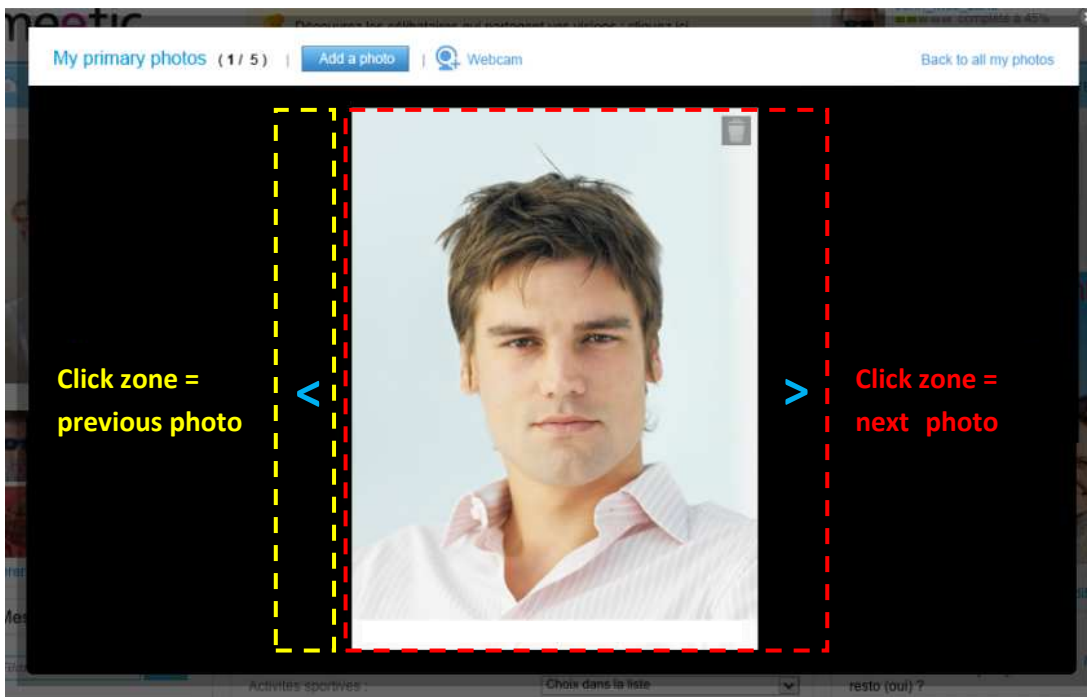 meetic
Découvrez les célibataires qui partagent vos visions : cliquez ici
complété à 45%
My primary photos (1/ 5) | Add a photo | Webcam
Back to all my photos
Click zone =
previous photo
<
>
Click zone =
next photo
Activités sportives :
Choix dans la liste
resto (oui) ?